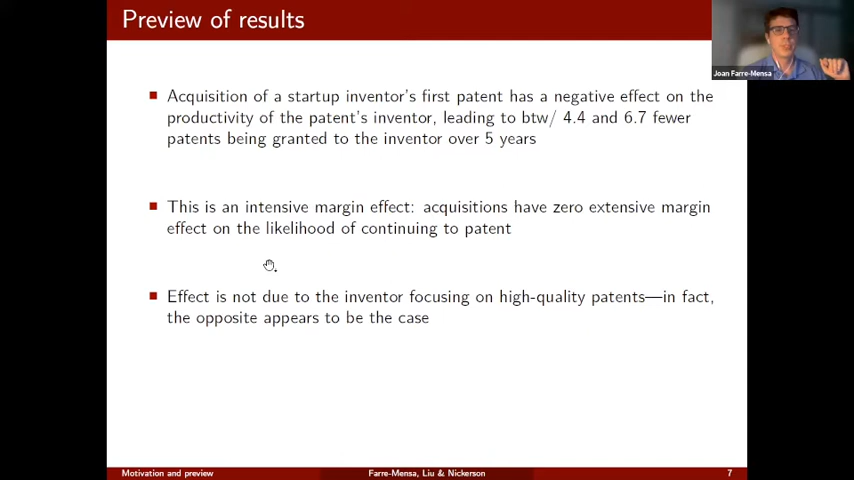 Preview of results
Joan Farre-Mensa
Acquisition of a startup inventor's first patent has a negative effect on the
productivity of the patent's inventor, leading to btw/ 4.4 and 6.7 fewer
patents being granted to the inventor over 5 years
This is an intensive margin effect: acquisitions have zero extensive margin
effect on the likelihood of continuing to patent
Effect is not due to the inventor focusing on high-quality patents—in fact,
the opposite appears to be the case
Motivation and preview
Farre-Mensa, Liu & Nickerson
7